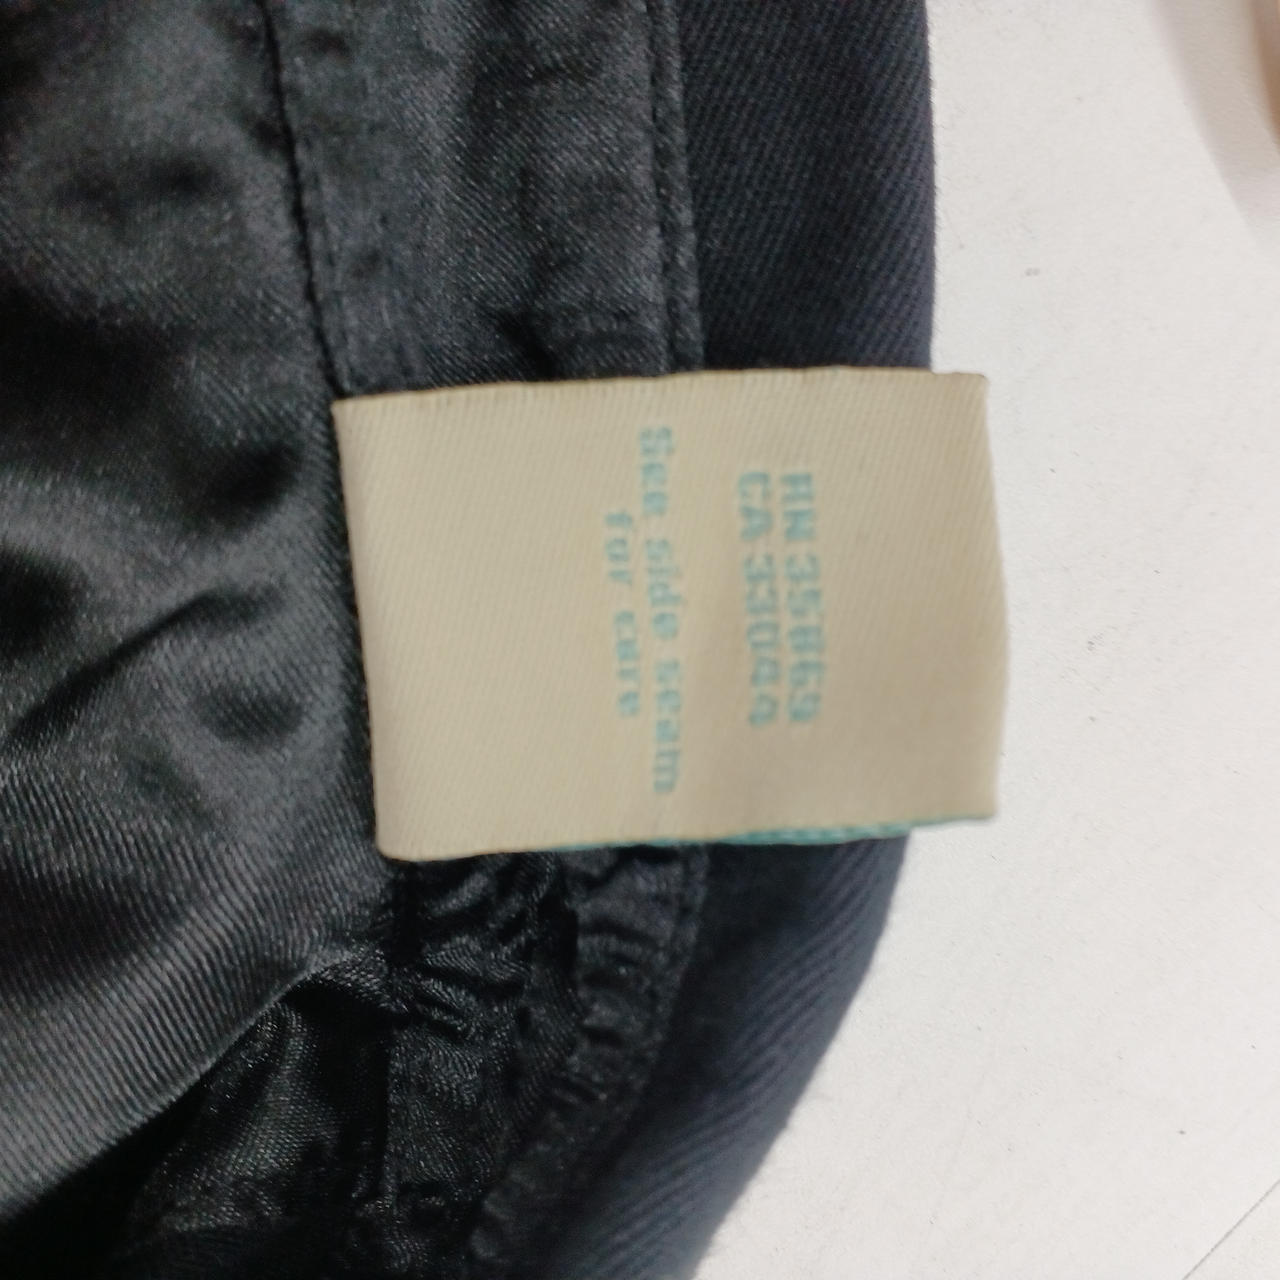 RN 35869
CA 33044
See side seam
for care